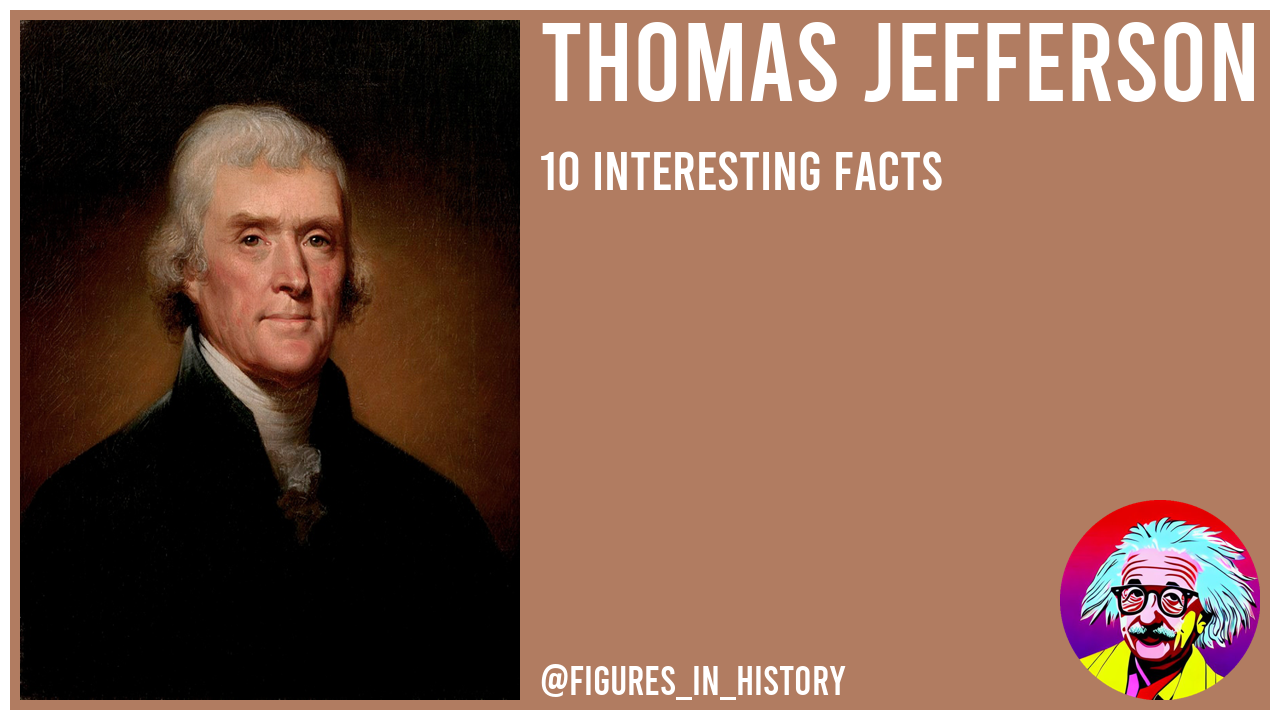 THOMAS JEFFERSON
10 INTERESTING FACTS
@FIGURES_IN_HISTORY